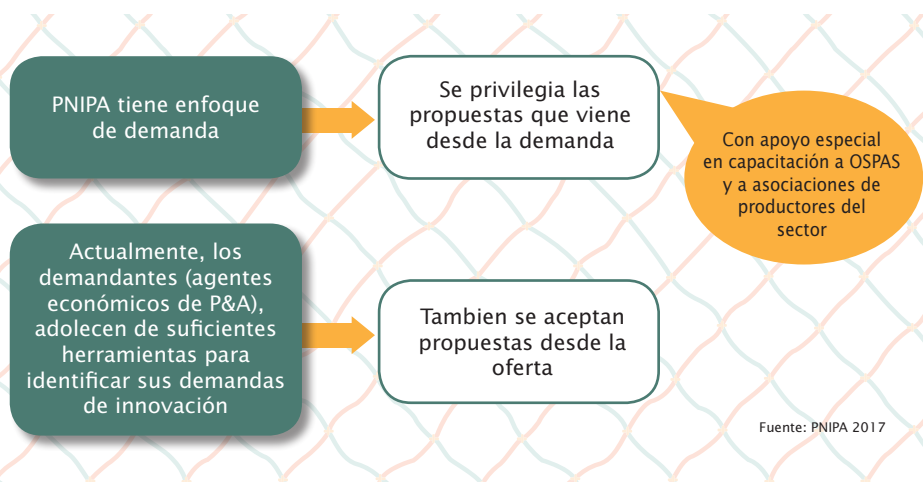 PNIPA tiene enfoque
de demanda
Se privilegia las
propuestas que viene
desde la demanda
Con apoyo especial
en capacitación a OSPAS
y a asociaciones de
productores del
sector
Actualmente, los
demandantes (agentes
económicos de P&A),
adolecen de suficientes
herramientas para
identificar sus demandas
de innovación
Tambien se aceptan
propuestas desde la
oferta
Fuente: PNIPA 2017